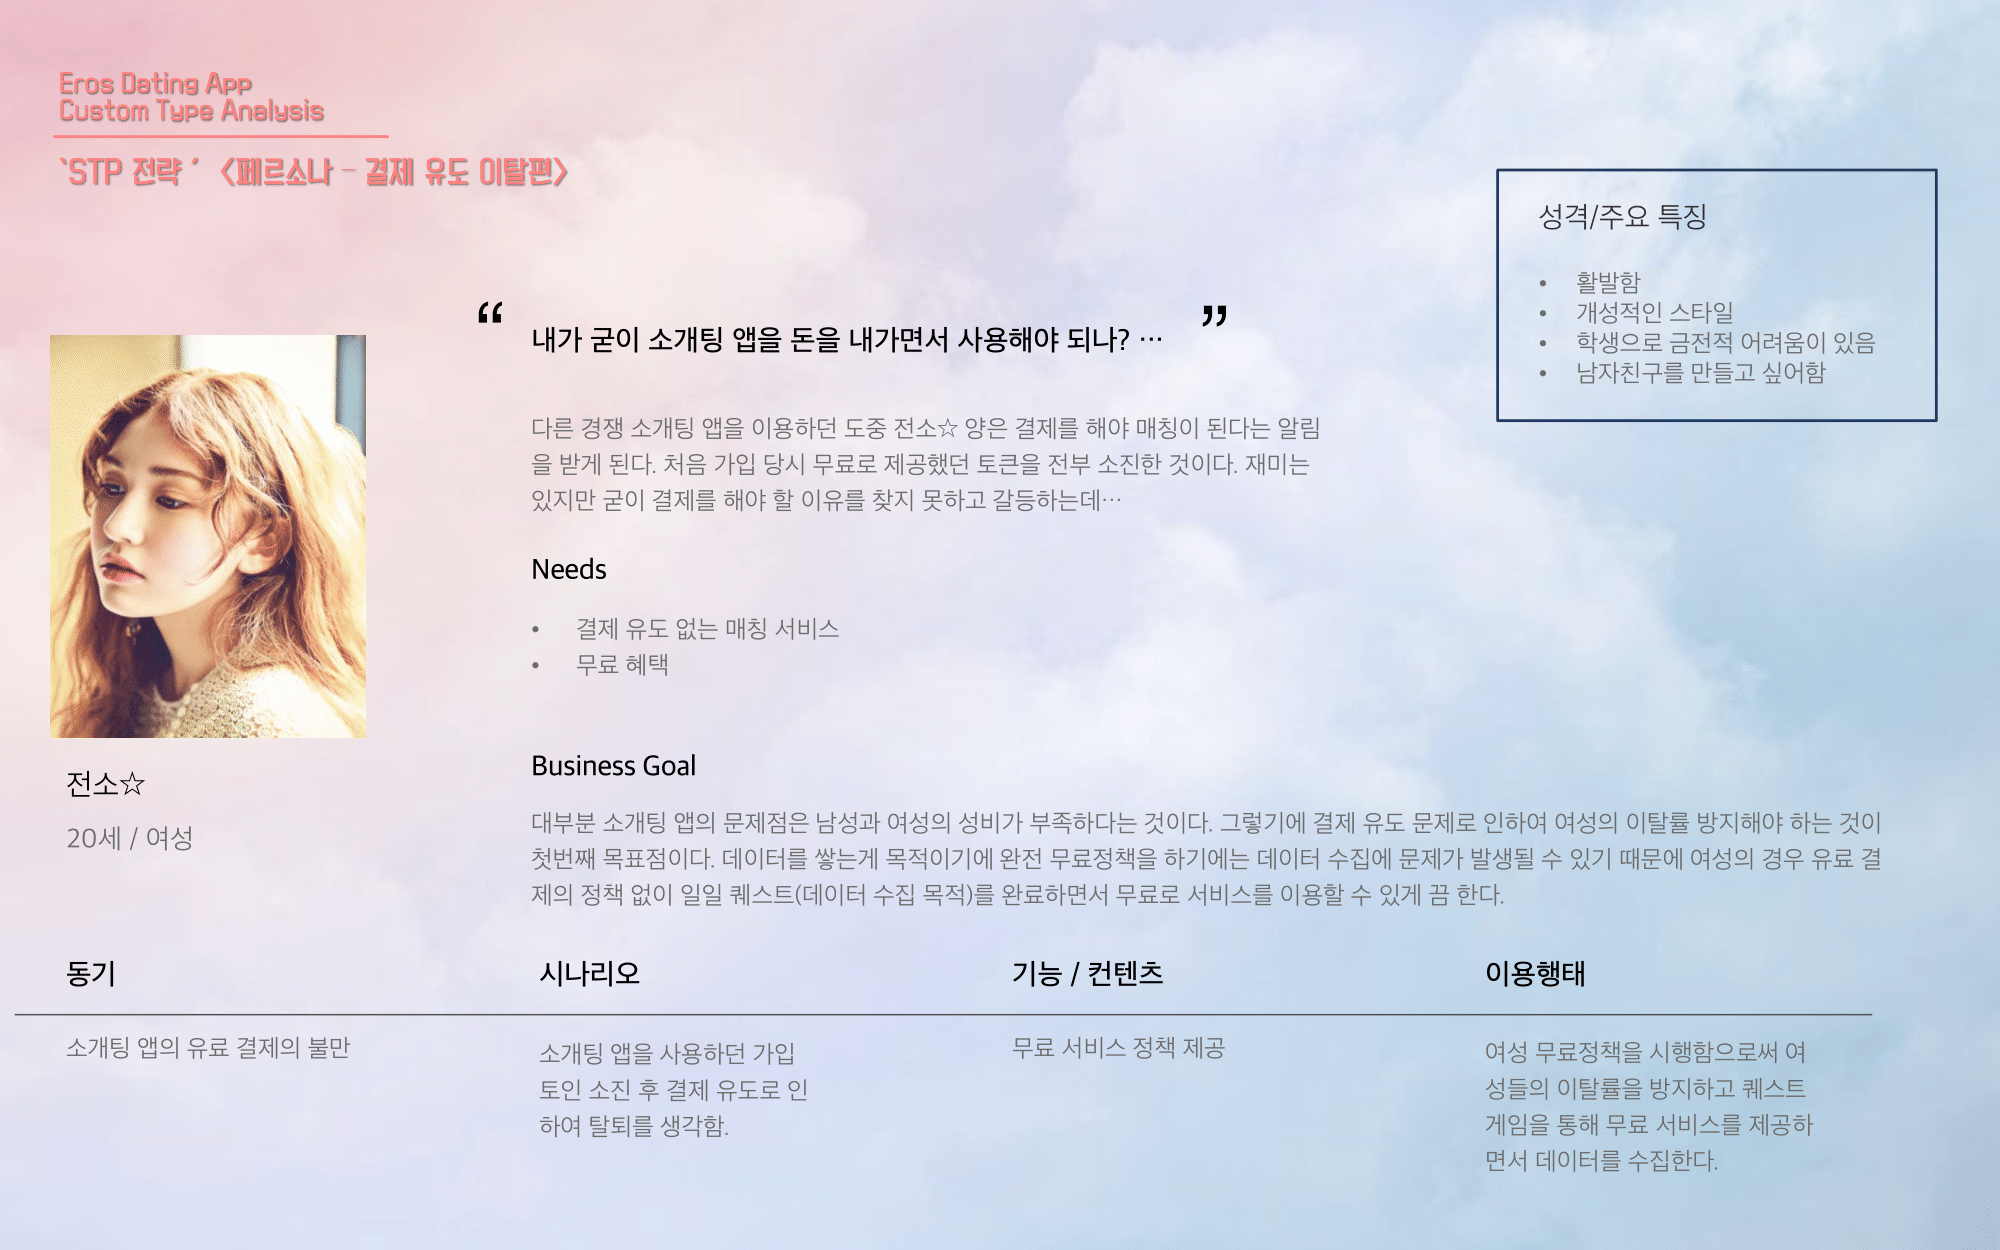 Eros Dating App
Custom Type Analysis
‘STP 전략 ’ <페르소나 - 결제 유도 이탈편>
성격/주요 특징
• 활발함
• 개성적인 스타일
• 학생으로 금전적 어려움이 있음
• 남자친구를 만들고 싶어함
“ 내가 굳이 소개팅 앱을 돈을 내가면서 사용해야 되나? … ”
다른 경쟁 소개팅 앱을 이용하던 도중 전소☆ 양은 결제를 해야 매칭이 된다는 알림
을 받게 된다. 처음 가입 당시 무료로 제공했던 토큰을 전부 소진한 것이다. 재미는
있지만 굳이 결제를 해야 할 이유를 찾지 못하고 갈등하는데…
Needs
• 결제 유도 없는 매칭 서비스
• 무료 혜택
전소☆
20세 / 여성
Business Goal
대부분 소개팅 앱의 문제점은 남성과 여성의 성비가 부족하다는 것이다. 그렇기에 결제 유도 문제로 인하여 여성의 이탈률 방지해야 하는 것이
첫번째 목표점이다. 데이터를 쌓는게 목적이기에 완전 무료정책을 하기에는 데이터 수집에 문제가 발생될 수 있기 때문에 여성의 경우 유료 결
제의 정책 없이 일일 퀘스트(데이터 수집 목적)를 완료하면서 무료로 서비스를 이용할 수 있게 끔 한다.
동기
소개팅 앱의 유료 결제의 불만
시나리오
소개팅 앱을 사용하던 가입
토인 소진 후 결제 유도로 인
하여 탈퇴를 생각함.
기능 / 컨텐츠
무료 서비스 정책 제공
이용행태
여성 무료정책을 시행함으로써 여
성들의 이탈률을 방지하고 퀘스트
게임을 통해 무료 서비스를 제공하
면서 데이터를 수집한다.